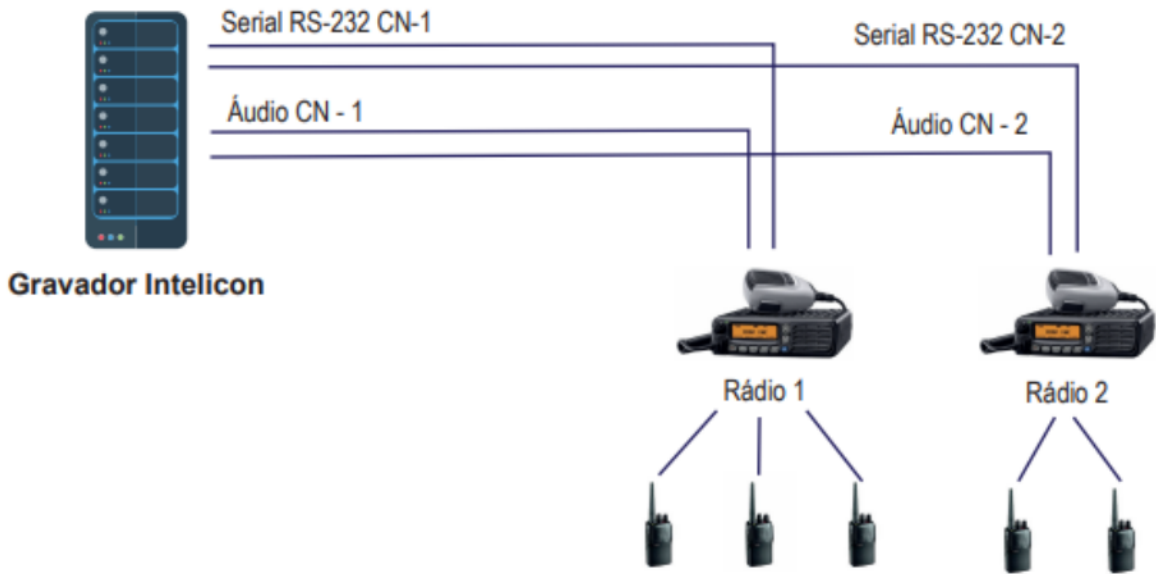 Serial RS-232 CN-1
Serial RS-232 CN-2
Áudio CN - 1
Áudio CN - 2
Gravador Intelicon
Rádio 1
Rádio 2